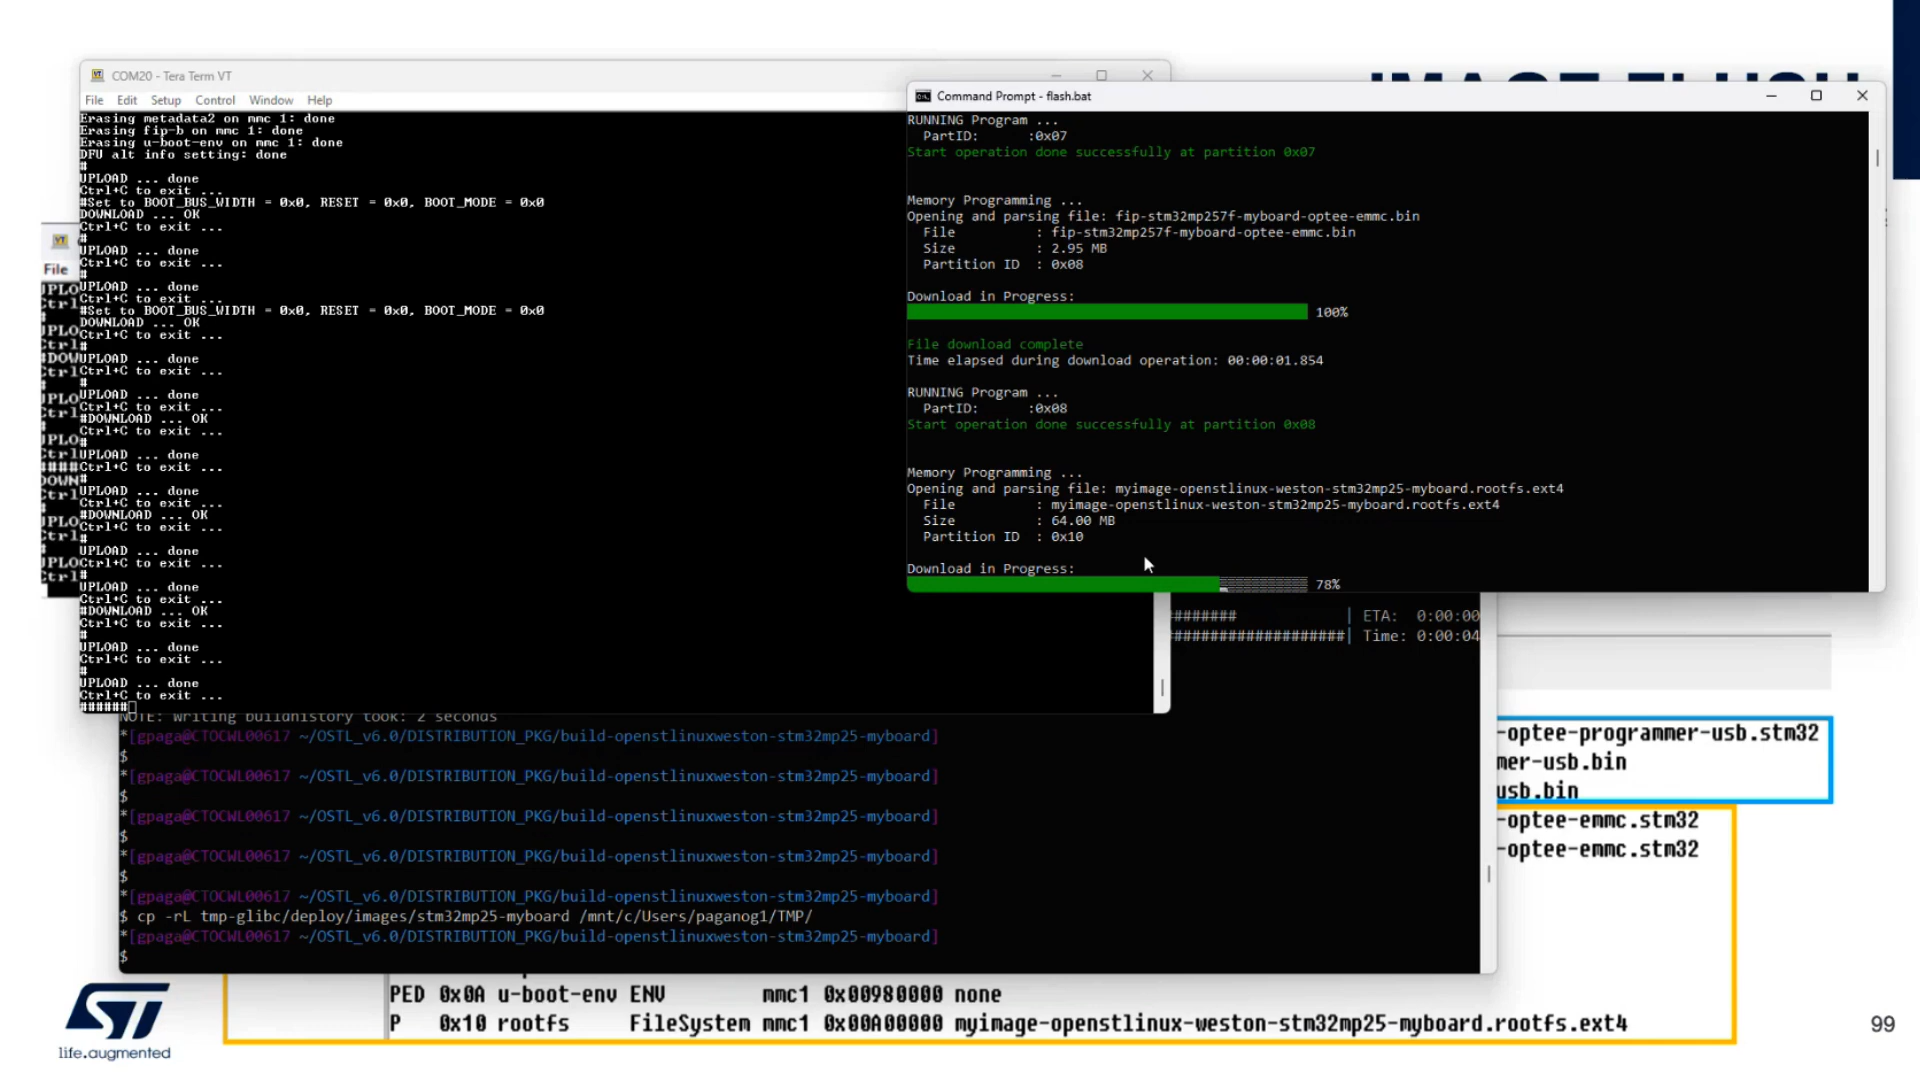 COM20 - Tera Term VT
File Edit Setup Control Window Help
Erasing metadata2 on mmc 1: done
Erasing fip-b on mmc 1: done
Erasing u-boot-env on mmc 1: done
DFU alt info setting: done
#
UPLOAD ... done
Ctrl+C to exit ...
#Set to BOOT_BUS_WIDTH = 0x0, RESET = 0x0, BOOT_MODE = 0x0
DOWNLOAD ... OK
Ctrl+C to exit ...
#
UPLOAD ... done
Ctrl+C to exit ...
#
UPLOAD ... done
Ctrl+C to exit ...
#Set to BOOT_BUS_WIDTH = 0x0, RESET = 0x0, BOOT_MODE = 0x0
DOWNLOAD ... OK
Ctrl+C to exit ...
#
UPLOAD ... done
Ctrl+C to exit ...
#
UPLOAD ... done
Ctrl+C to exit ...
#DOWNLOAD ... OK
Ctrl+C to exit ...
#
UPLOAD ... done
Ctrl+C to exit ...
#
UPLOAD ... done
Ctrl+C to exit ...
#DOWNLOAD ... OK
Ctrl+C to exit ...
#
UPLOAD ... done
Ctrl+C to exit ...
#
UPLOAD ... done
Ctrl+C to exit ...
#DOWNLOAD ... OK
Ctrl+C to exit ...
#
UPLOAD ... done
Ctrl+C to exit ...
#
UPLOAD ... done
Ctrl+C to exit ...
######
File
Command Prompt - flash.bat
RUNNING Program ...
PartID: :0x07
Start operation done successfully at partition 0x07
Memory Programming ...
Opening and parsing file: fip-stm32mp257f-myboard-optee-emmc.bin
File : fip-stm32mp257f-myboard-optee-emmc.bin
Size : 2.95 MB
Partition ID : 0x08
Download in Progress:
100%
File download complete
Time elapsed during download operation: 00:00:01.854
RUNNING Program ...
PartID: :0x08
Start operation done successfully at partition 0x08
Memory Programming ...
Opening and parsing file: myimage-openstlinux-weston-stm32mp25-myboard.rootfs.ext4
File : myimage-openstlinux-weston-stm32mp25-myboard.rootfs.ext4
Size : 64.00 MB
Partition ID : 0x10
Download in Progress:
78%
########| ETA: 0:00:00
####################| Time: 0:00:04
NOTE: Writing buildhistory took: 2 seconds
*[gpaga@CTOCWL00617 ~/OSTL_v6.0/DISTRIBUTION_PKG/build-openstlinuxweston-stm32mp25-myboard]
$
*[gpaga@CTOCWL00617 ~/OSTL_v6.0/DISTRIBUTION_PKG/build-openstlinuxweston-stm32mp25-myboard]
$
*[gpaga@CTOCWL00617 ~/OSTL_v6.0/DISTRIBUTION_PKG/build-openstlinuxweston-stm32mp25-myboard]
$
*[gpaga@CTOCWL00617 ~/OSTL_v6.0/DISTRIBUTION_PKG/build-openstlinuxweston-stm32mp25-myboard]
$
*[gpaga@CTOCWL00617 ~/OSTL_v6.0/DISTRIBUTION_PKG/build-openstlinuxweston-stm32mp25-myboard]
$ cp -rL tmp-glibc/deploy/images/stm32mp25-myboard /mnt/c/Users/paganog1/TMP/
*[gpaga@CTOCWL00617 ~/OSTL_v6.0/DISTRIBUTION_PKG/build-openstlinuxweston-stm32mp25-myboard]
$
-optee-programmer-usb.stm32
mer-usb.bin
usb.bin
-optee-emmc.stm32
-optee-emmc.stm32
PED 0x0A u-boot-env ENV mmc1 0x00980000 none
P 0x10 rootfs FileSystem mmc1 0x00A00000 myimage-openstlinux-weston-stm32mp25-myboard.rootfs.ext4
ST
life.augmented
99